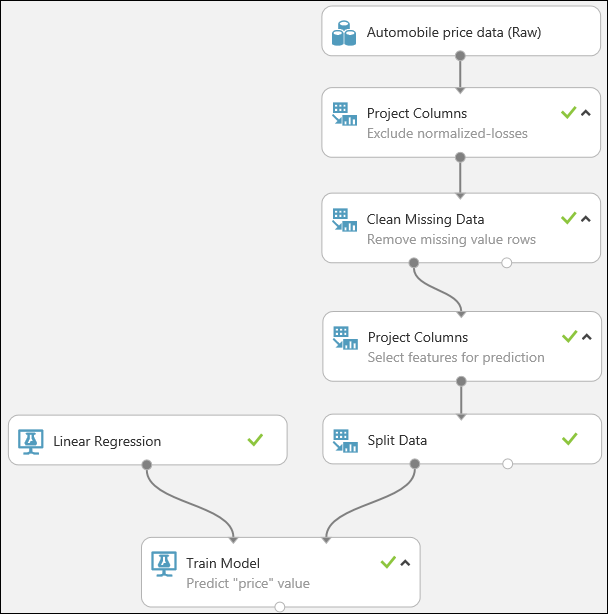 Automobile price data (Raw)
Project Columns
Exclude normalized-losses
Clean Missing Data
Remove missing value rows
Project Columns
Select features for prediction
Linear Regression
Split Data
Train Model
Predict "price" value